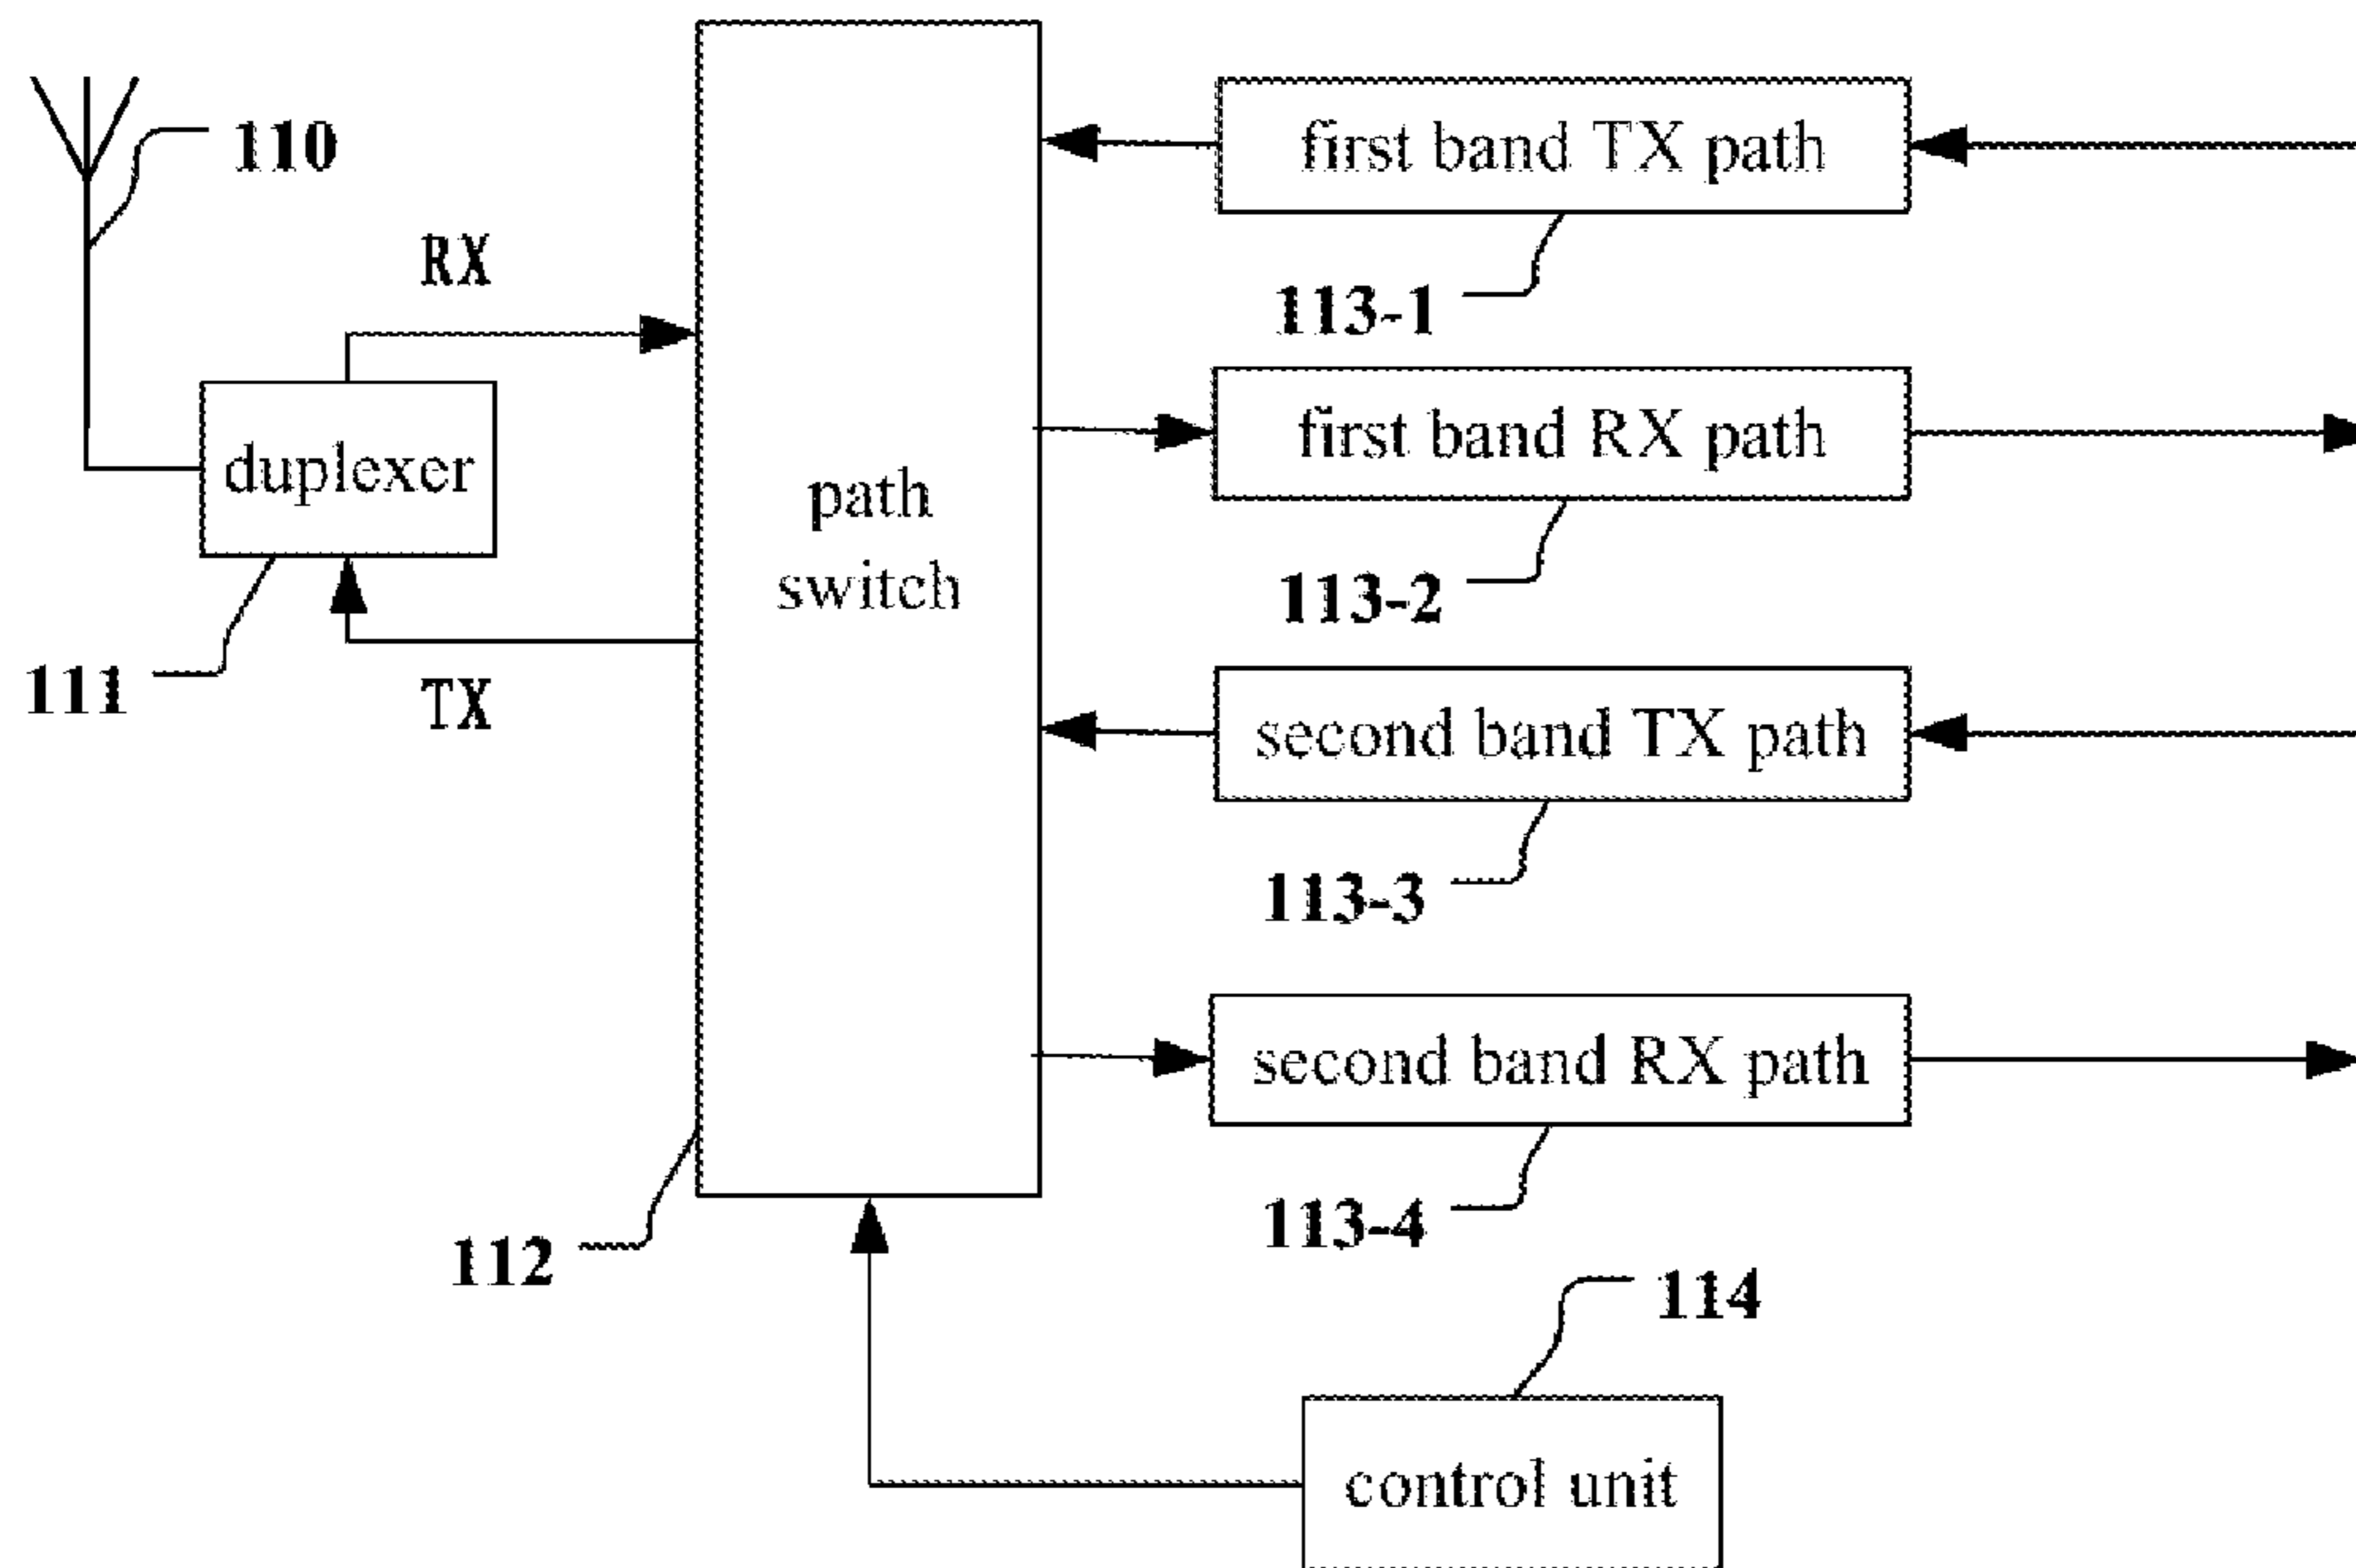 110
first band TX path
RX
113-1
first band RX path
duplexer
path
switch
113-2
111
TX
second band TX path
113-3
second band RX path
112
113-4
114
control unit